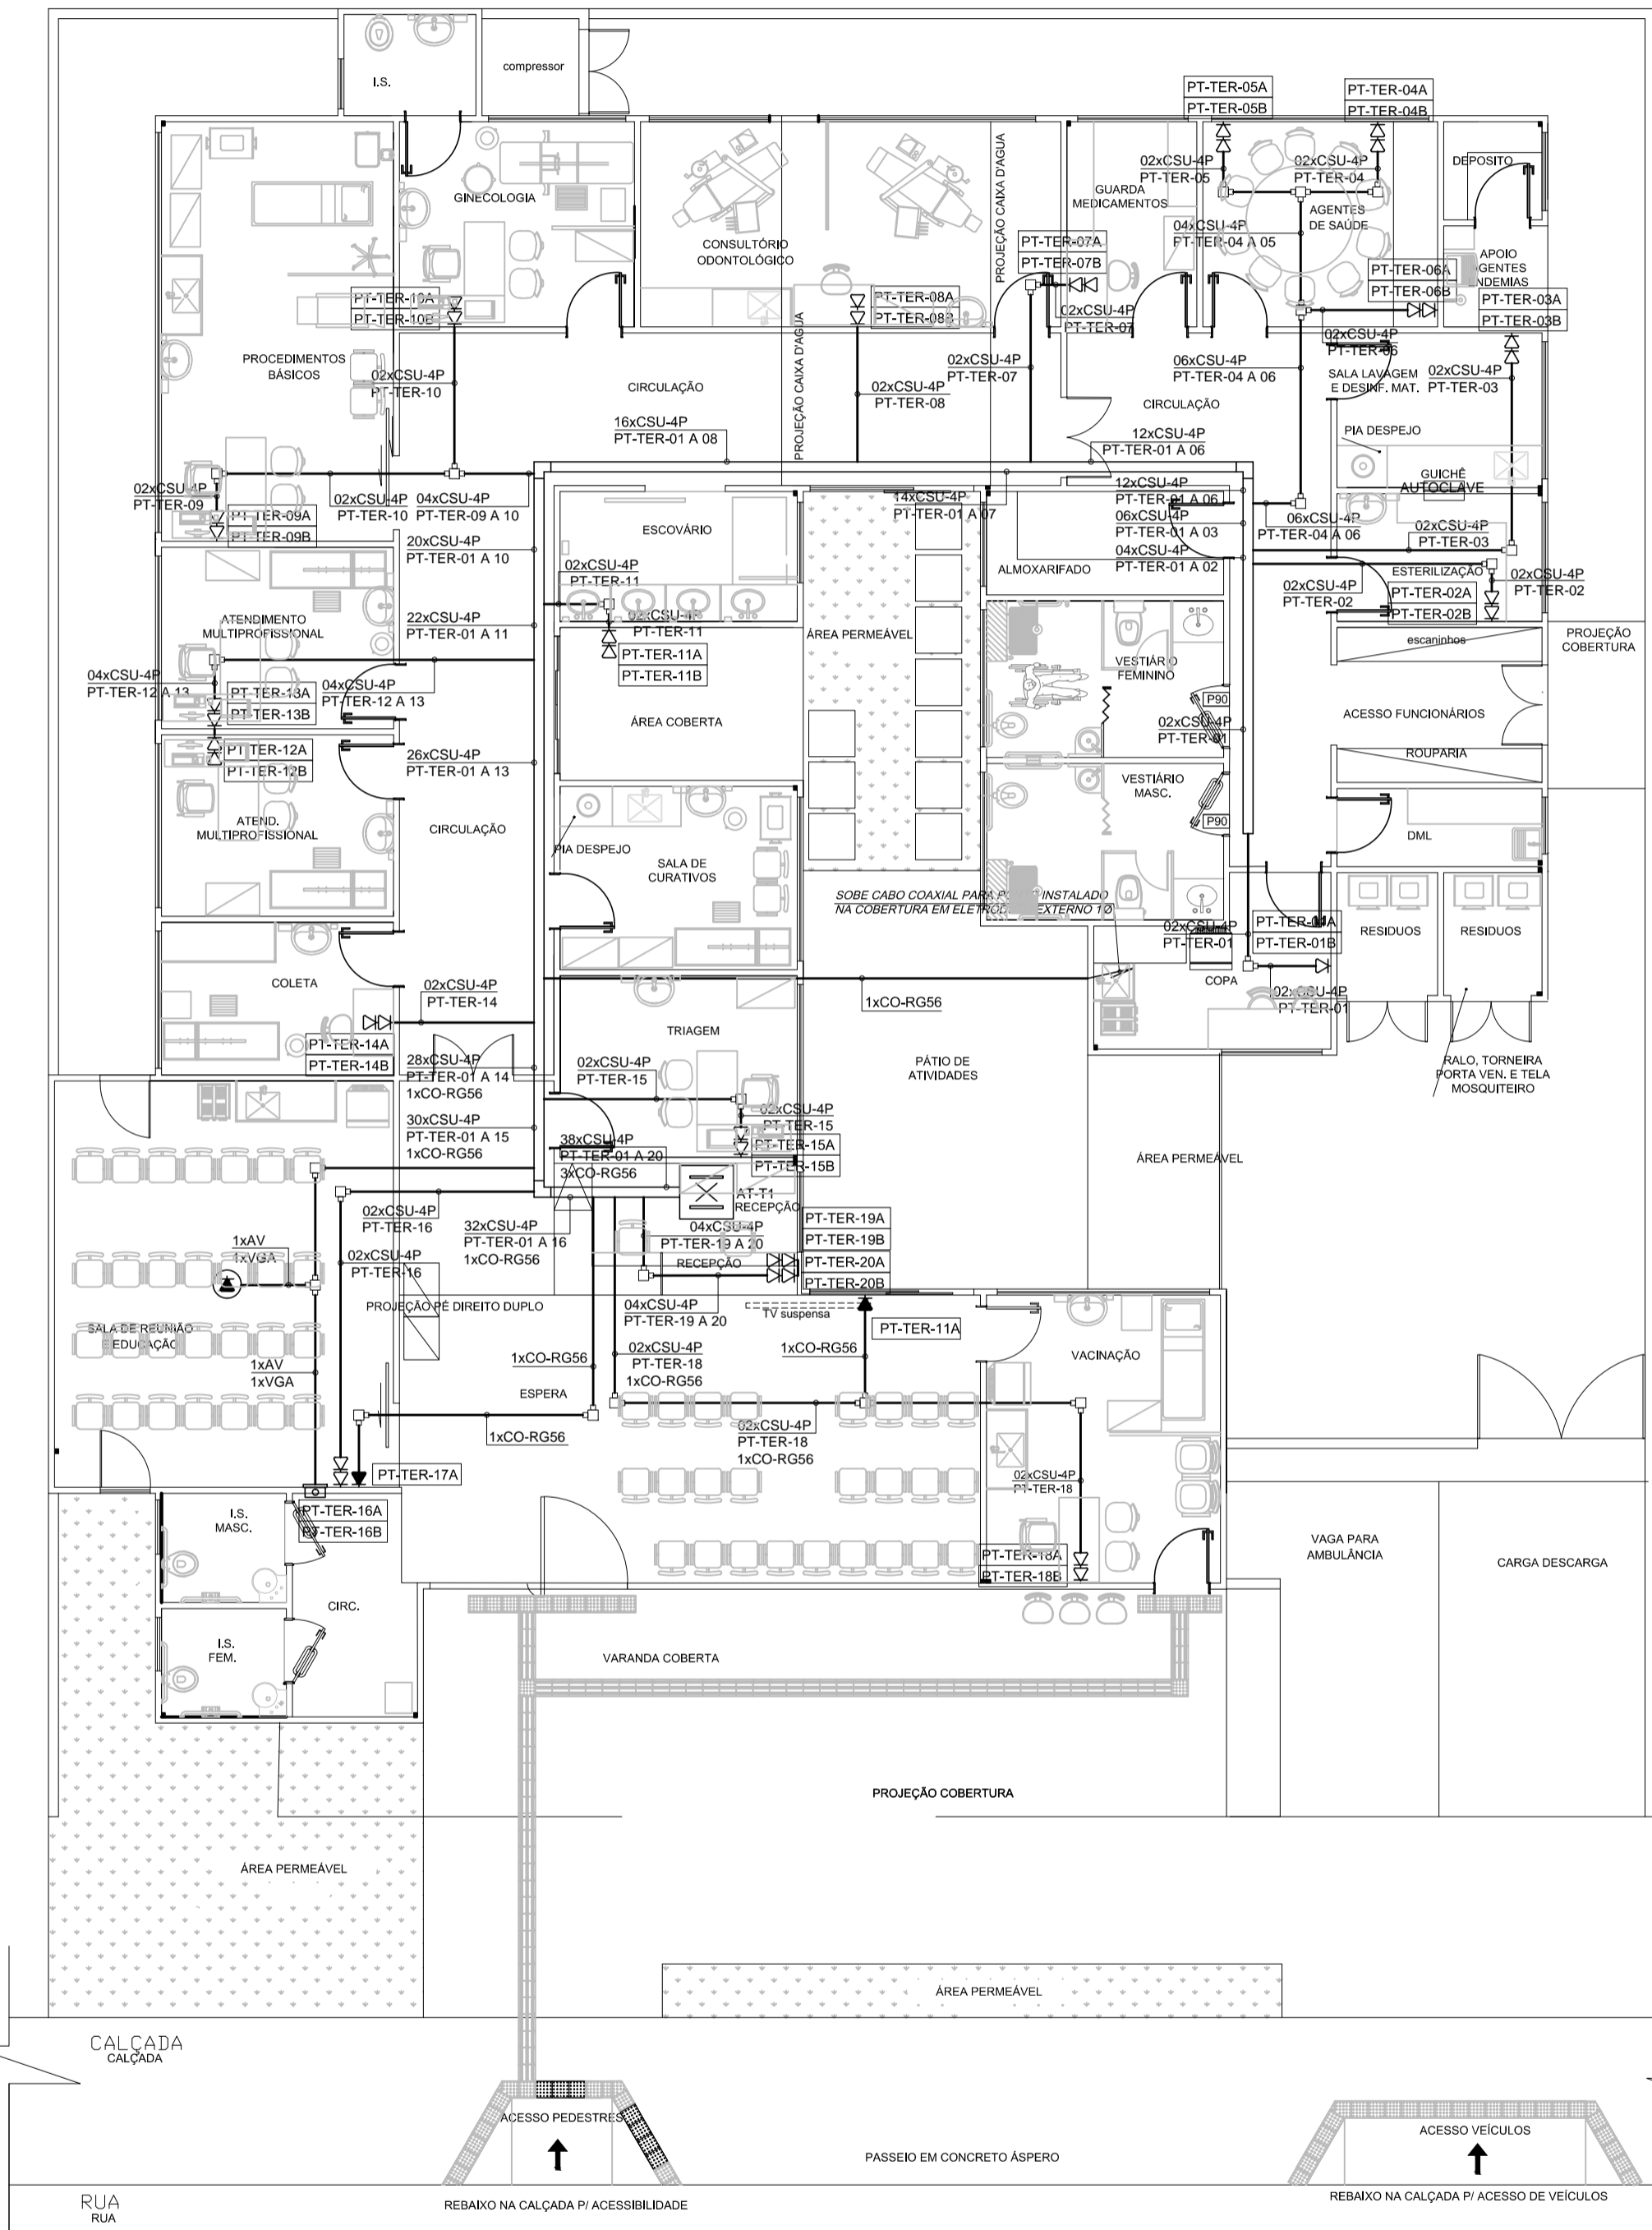 I.S.
compressor
PT-TER-05A
PT-TER-05B
PT-TER-04A
PT-TER-04B
GINECOLOGIA
CONSULTÓRIO
ODONTOLÓGICO
PROJEÇÃO CAIXA D'AGUA
GUARDA
MEDICAMENTOS
02xCSU-4P
PT-TER-05
02xCSU-4P
PT-TER-04
AGENTES
DE SAÚDE
04xCSU-4P
PT-TER-04 A 05
DEPOSITO
APOIO
AGENTES
ENDEMIAS
PT-TER-07A
PT-TER-07B
02xCSU-4P
PT-TER-07
PT-TER-06A
PT-TER-06B
PT-TER-03A
PT-TER-03B
PT-TER-10A
PT-TER-10B
PT-TER-08A
PT-TER-08B
PROCEDIMENTOS
BÁSICOS
02xCSU-4P
PT-TER-10
CIRCULAÇÃO
PROJEÇÃO CAIXA D'AGUA
02xCSU-4P
PT-TER-08
02xCSU-4P
PT-TER-07
06xCSU-4P
PT-TER-04 A 06
02xCSU-4P
PT-TER-06
SALA LAVAGEM
E DESINF. MAT.
02xCSU-4P
PT-TER-03
CIRCULAÇÃO
16xCSU-4P
PT-TER-01 A 08
12xCSU-4P
PT-TER-01 A 06
PIA DESPEJO
GUICHÊ
AUTOCLAVE
02xCSU-4P
PT-TER-09
02xCSU-4P
PT-TER-10
04xCSU-4P
PT-TER-09 A 10
PT-TER-09A
PT-TER-09B
14xCSU-4P
PT-TER-01 A 07
12xCSU-4P
PT-TER-01 A 06
06xCSU-4P
PT-TER-01 A 03
04xCSU-4P
PT-TER-01 A 02
06xCSU-4P
PT-TER-04 A 06
02xCSU-4P
PT-TER-03
ESCOVÁRIO
20xCSU-4P
PT-TER-01 A 10
02xCSU-4P
PT-TER-11
ALMOXARIFADO
ESTERILIZAÇÃO
02xCSU-4P
PT-TER-02
PT-TER-02A
PT-TER-02B
02xCSU-4P
PT-TER-02
ATENDIMENTO
MULTIPROFISSIONAL
22xCSU-4P
PT-TER-01 A 11
02xCSU-4P
PT-TER-11
PT-TER-11A
PT-TER-11B
ÁREA PERMEÁVEL
escaninhos
PROJEÇÃO
COBERTURA
VESTIÁRIO
FEMININO
04xCSU-4P
PT-TER-12 A 13
PT-TER-13A
PT-TER-13B
04xCSU-4P
PT-TER-12 A 13
P90
ÁREA COBERTA
02xCSU-4P
PT-TER-01
ACESSO FUNCIONÁRIOS
PT-TER-12A
PT-TER-12B
26xCSU-4P
PT-TER-01 A 13
ROUPARIA
VESTIÁRIO
MASC.
P90
ATEND.
MULTIPROFISSIONAL
CIRCULAÇÃO
PIA DESPEJO
SALA DE
CURATIVOS
DML
SOBE CABO COAXIAL PARA INSTALADO
NA COBERTURA EM EXTERNO 1Ø
02xCSU-4P
PT-TER-01
PT-TER-01A
PT-TER-01B
RESIDUOS
RESIDUOS
COLETA
02xCSU-4P
PT-TER-14
COPA
1xCO-RG56
02xCSU-4P
PT-TER-01
TRIAGEM
PT-TER-14A
PT-TER-14B
28xCSU-4P
PT-TER-01 A 14
1xCO-RG56
02xCSU-4P
PT-TER-15
PÁTIO DE
ATIVIDADES
RALO, TORNEIRA
PORTA VEN. E TELA
MOSQUITEIRO
30xCSU-4P
PT-TER-01 A 15
1xCO-RG56
02xCSU-4P
PT-TER-15
PT-TER-15A
PT-TER-15B
38xCSU-4P
PT-TER-01 A 20
3xCO-RG56
ÁREA PERMEÁVEL
AT-T1
RECEPÇÃO
02xCSU-4P
PT-TER-16
32xCSU-4P
PT-TER-01 A 16
1xCO-RG56
04xCSU-4P
PT-TER-19 A 20
PT-TER-19A
PT-TER-19B
PT-TER-20A
PT-TER-20B
1xAV
1xVGA
02xCSU-4P
PT-TER-16
RECEPÇÃO
PROJEÇÃO PÉ DIREITO DUPLO
04xCSU-4P
PT-TER-19 A 20
TV suspensa
PT-TER-11A
SALA DE REUNIÃO
E EDUCAÇÃO
1xAV
1xVGA
1xCO-RG56
02xCSU-4P
PT-TER-18
1xCO-RG56
1xCO-RG56
VACINAÇÃO
ESPERA
1xCO-RG56
02xCSU-4P
PT-TER-18
1xCO-RG56
PT-TER-17A
02xCSU-4P
PT-TER-18
PT-TER-16A
PT-TER-16B
I.S.
MASC.
PT-TER-18A
PT-TER-18B
VAGA PARA
AMBULÂNCIA
CARGA DESCARGA
CIRC.
I.S.
FEM.
VARANDA COBERTA
PROJEÇÃO COBERTURA
ÁREA PERMEÁVEL
ÁREA PERMEÁVEL
CALÇADA
CALÇADA
ACESSO PEDESTRES
ACESSO VEÍCULOS
PASSEIO EM CONCRETO ÁSPERO
RUA
RUA
REBAIXO NA CALÇADA P/ ACESSIBILIDADE
REBAIXO NA CALÇADA P/ ACESSO DE VEÍCULOS